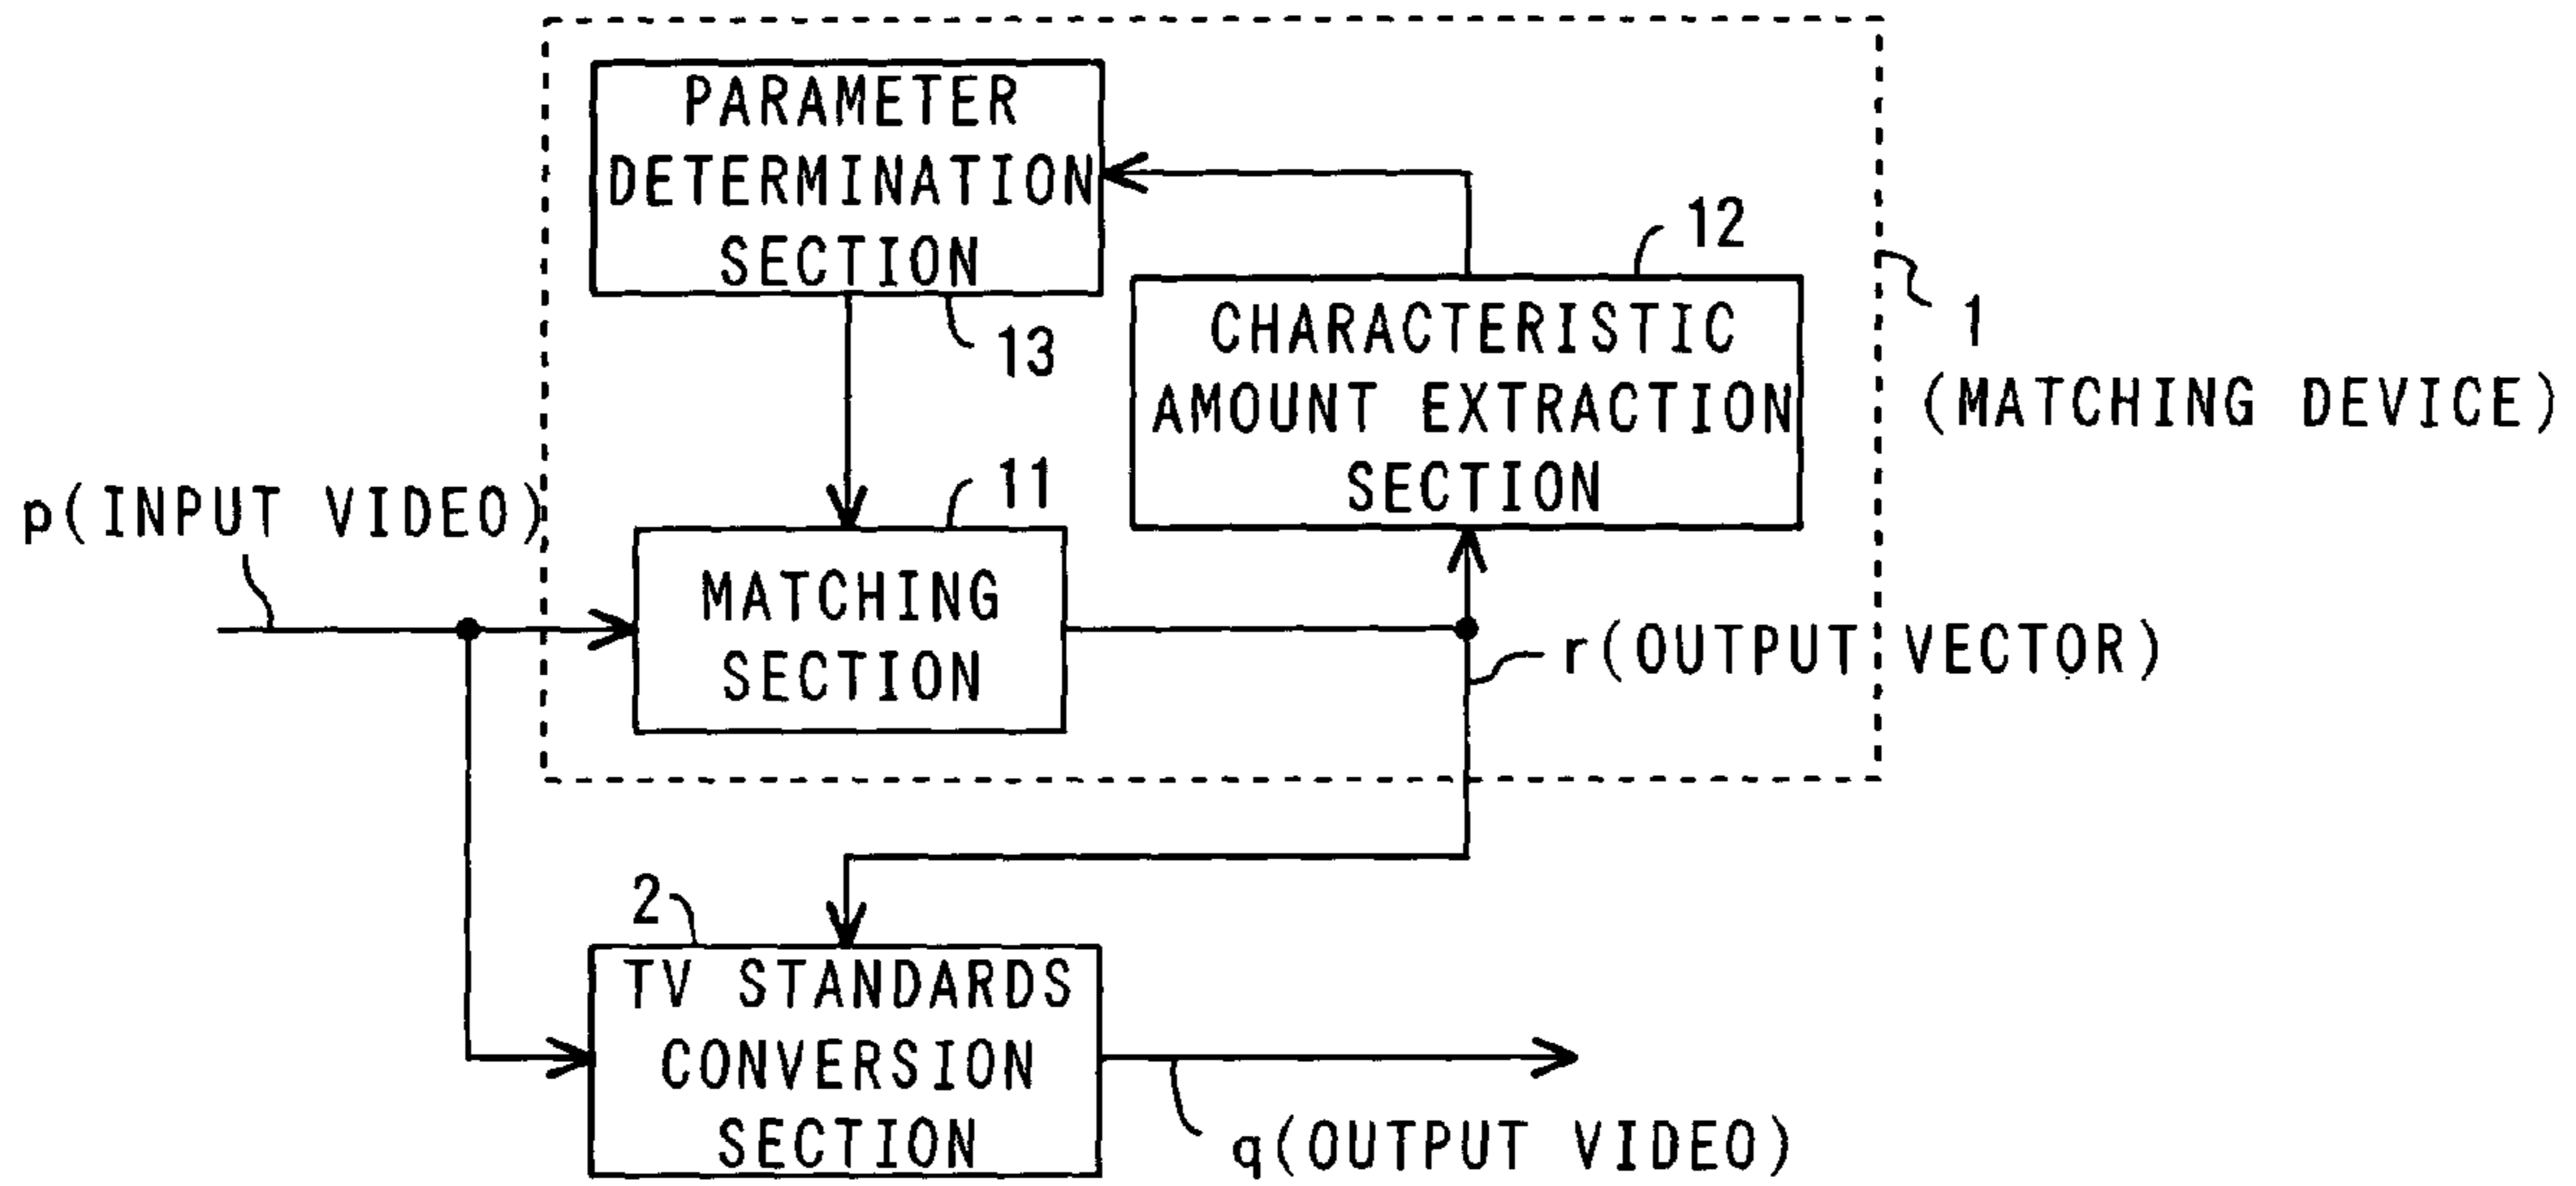 PARAMETER
DETERMINATION
SECTION
13
12
CHARACTERISTIC
AMOUNT EXTRACTION
SECTION
1
(MATCHING DEVICE)
p(INPUT VIDEO)
11
MATCHING
SECTION
r(OUTPUT VECTOR)
2
TV STANDARDS
CONVERSION
SECTION
q(OUTPUT VIDEO)